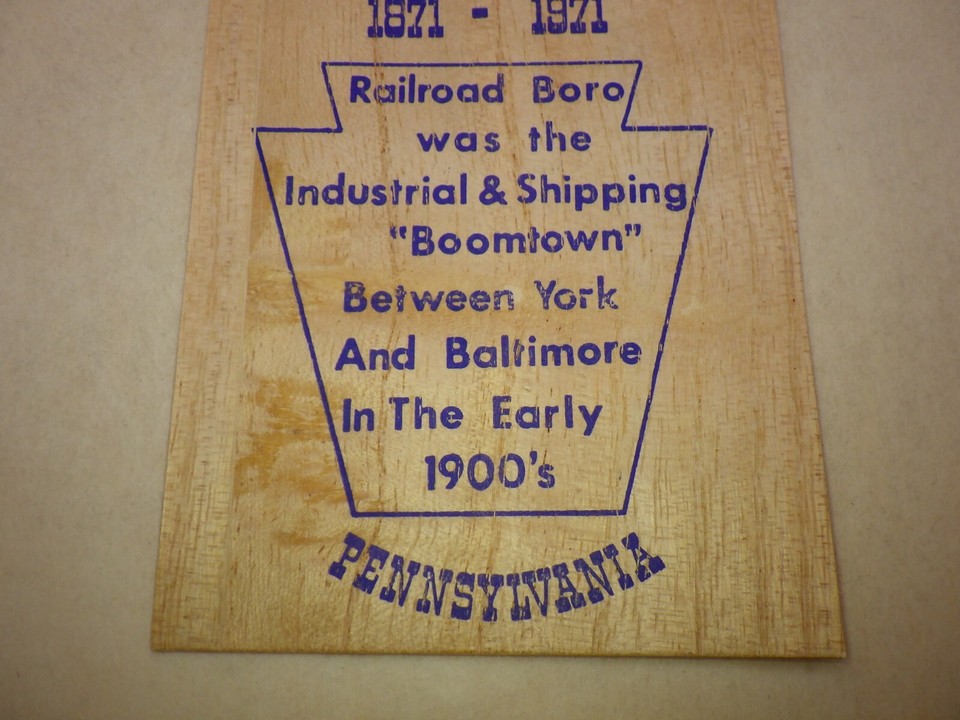 1871 - 1971
Railroad Boro
was the
Industrial & Shipping
"Boomtown"
Between York
And Baltimore
In The Early
1900's
PENNSYLVANIA